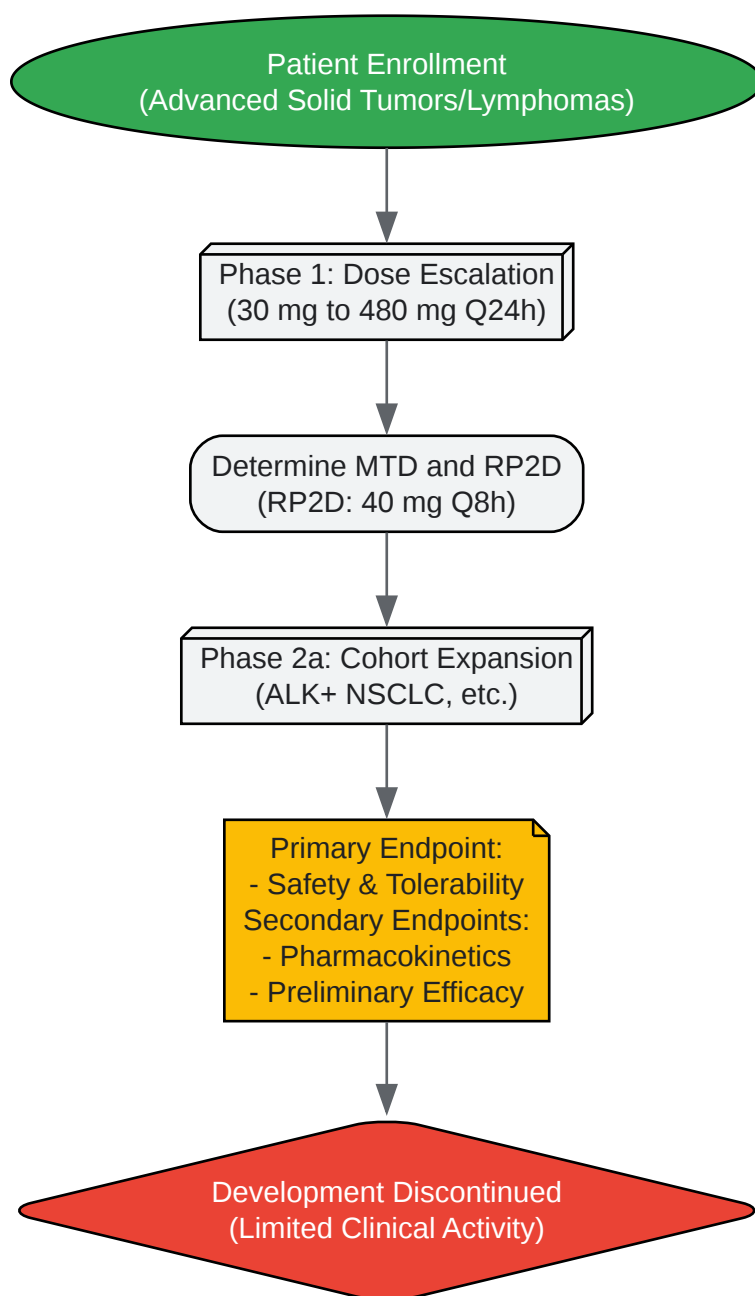 Patient Enrollment
(Advanced Solid Tumors/Lymphomas)
Phase 1: Dose Escalation
(30 mg to 480 mg Q24h)
Determine MTD and RP2D
(RP2D: 40 mg Q8h)
Phase 2a: Cohort Expansion
(ALK+ NSCLC, etc.)
Primary Endpoint:
- Safety & Tolerability
Secondary Endpoints:
- Pharmacokinetics
- Preliminary Efficacy
Development Discontinued
(Limited Clinical Activity)